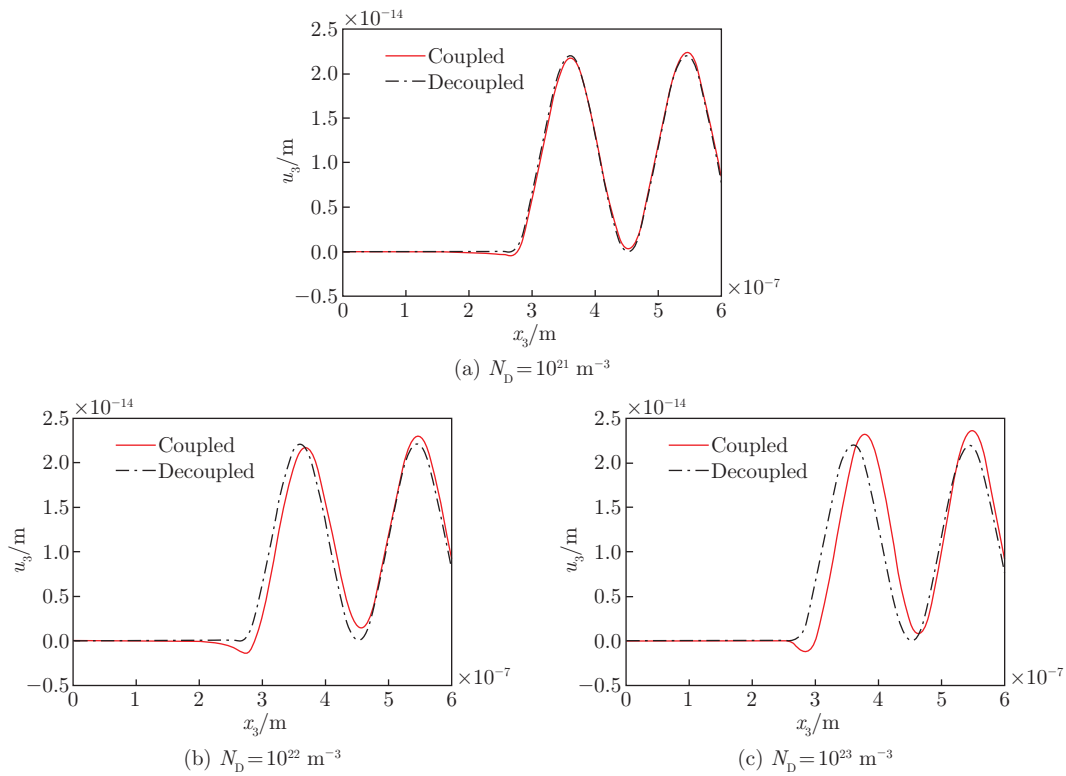 ×10⁻¹⁴
2.5
2.0
1.5
1.0
0.5
0.0
−0.5
u₃/m
Coupled
Decoupled
0 1 2 3 4 5 6
×10⁻⁷
x₃/m
(a) N_D=10²¹ m⁻³
×10⁻¹⁴
2.5
2.0
1.5
1.0
0.5
0.0
−0.5
u₃/m
Coupled
Decoupled
0 1 2 3 4 5 6
×10⁻⁷
x₃/m
(b) N_D=10²² m⁻³
×10⁻¹⁴
2.5
2.0
1.5
1.0
0.5
0.0
−0.5
u₃/m
Coupled
Decoupled
0 1 2 3 4 5 6
×10⁻⁷
x₃/m
(c) N_D=10²³ m⁻³